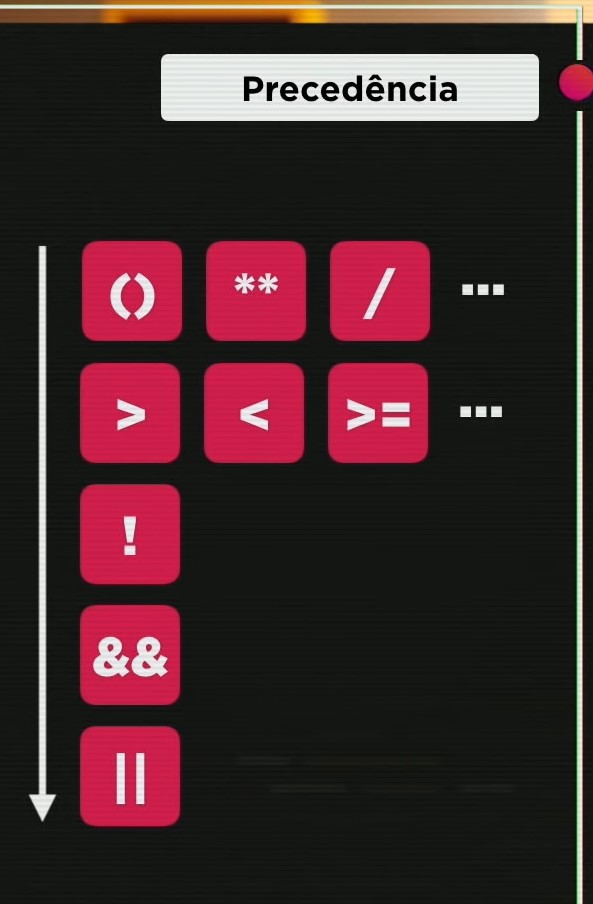 Precedência
() ** / ...
> < >= ...
!
&&
||